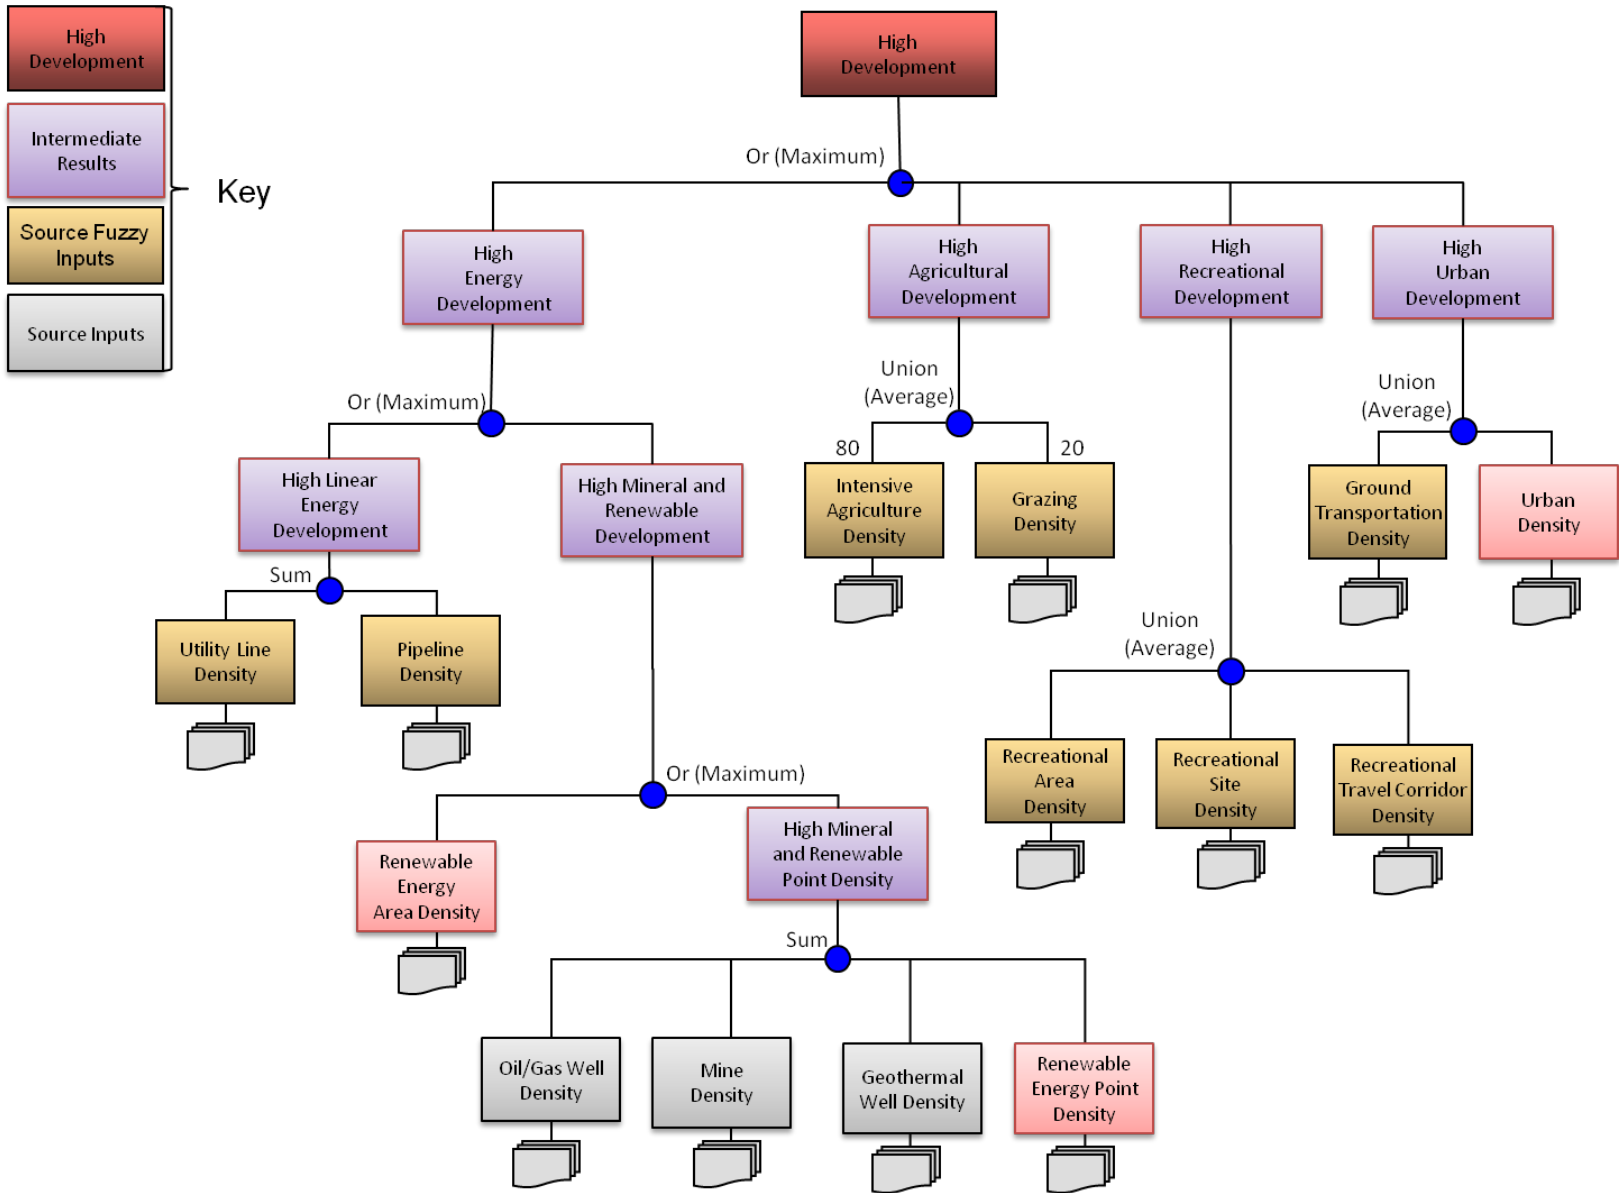 High
Development
Intermediate
Results
Source Fuzzy
Inputs
Source Inputs
Key
High
Development
Or (Maximum)
High
Energy
Development
High
Agricultural
Development
High
Recreational
Development
High
Urban
Development
Or (Maximum)
Union
(Average)
Union
(Average)
80
20
High Linear
Energy
Development
High Mineral and
Renewable
Development
Intensive
Agriculture
Density
Grazing
Density
Ground
Transportation
Density
Urban
Density
Sum
Utility Line
Density
Pipeline
Density
Union
(Average)
Recreational
Area
Density
Recreational
Site
Density
Recreational
Travel Corridor
Density
Or (Maximum)
Renewable
Energy
Area Density
High Mineral
and Renewable
Point Density
Sum
Oil/Gas Well
Density
Mine
Density
Geothermal
Well Density
Renewable
Energy Point
Density